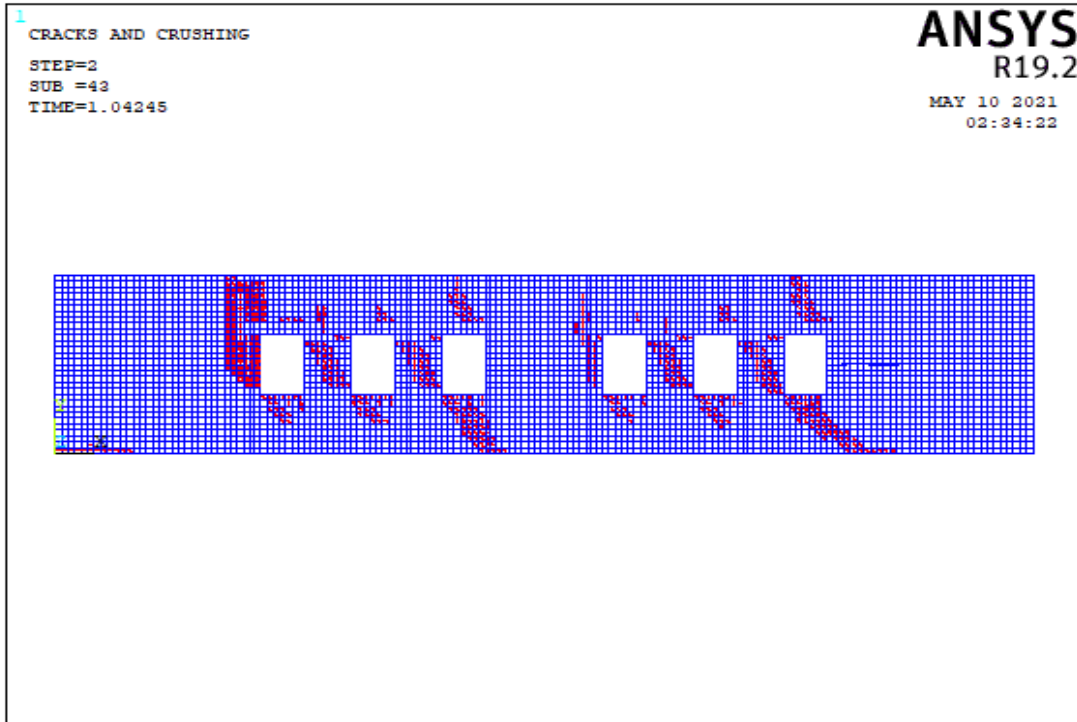 1
CRACKS AND CRUSHING
STEP=2
SUB =43
TIME=1.04245
ANSYS
R19.2
MAY 10 2021
02:34:22
Y
X